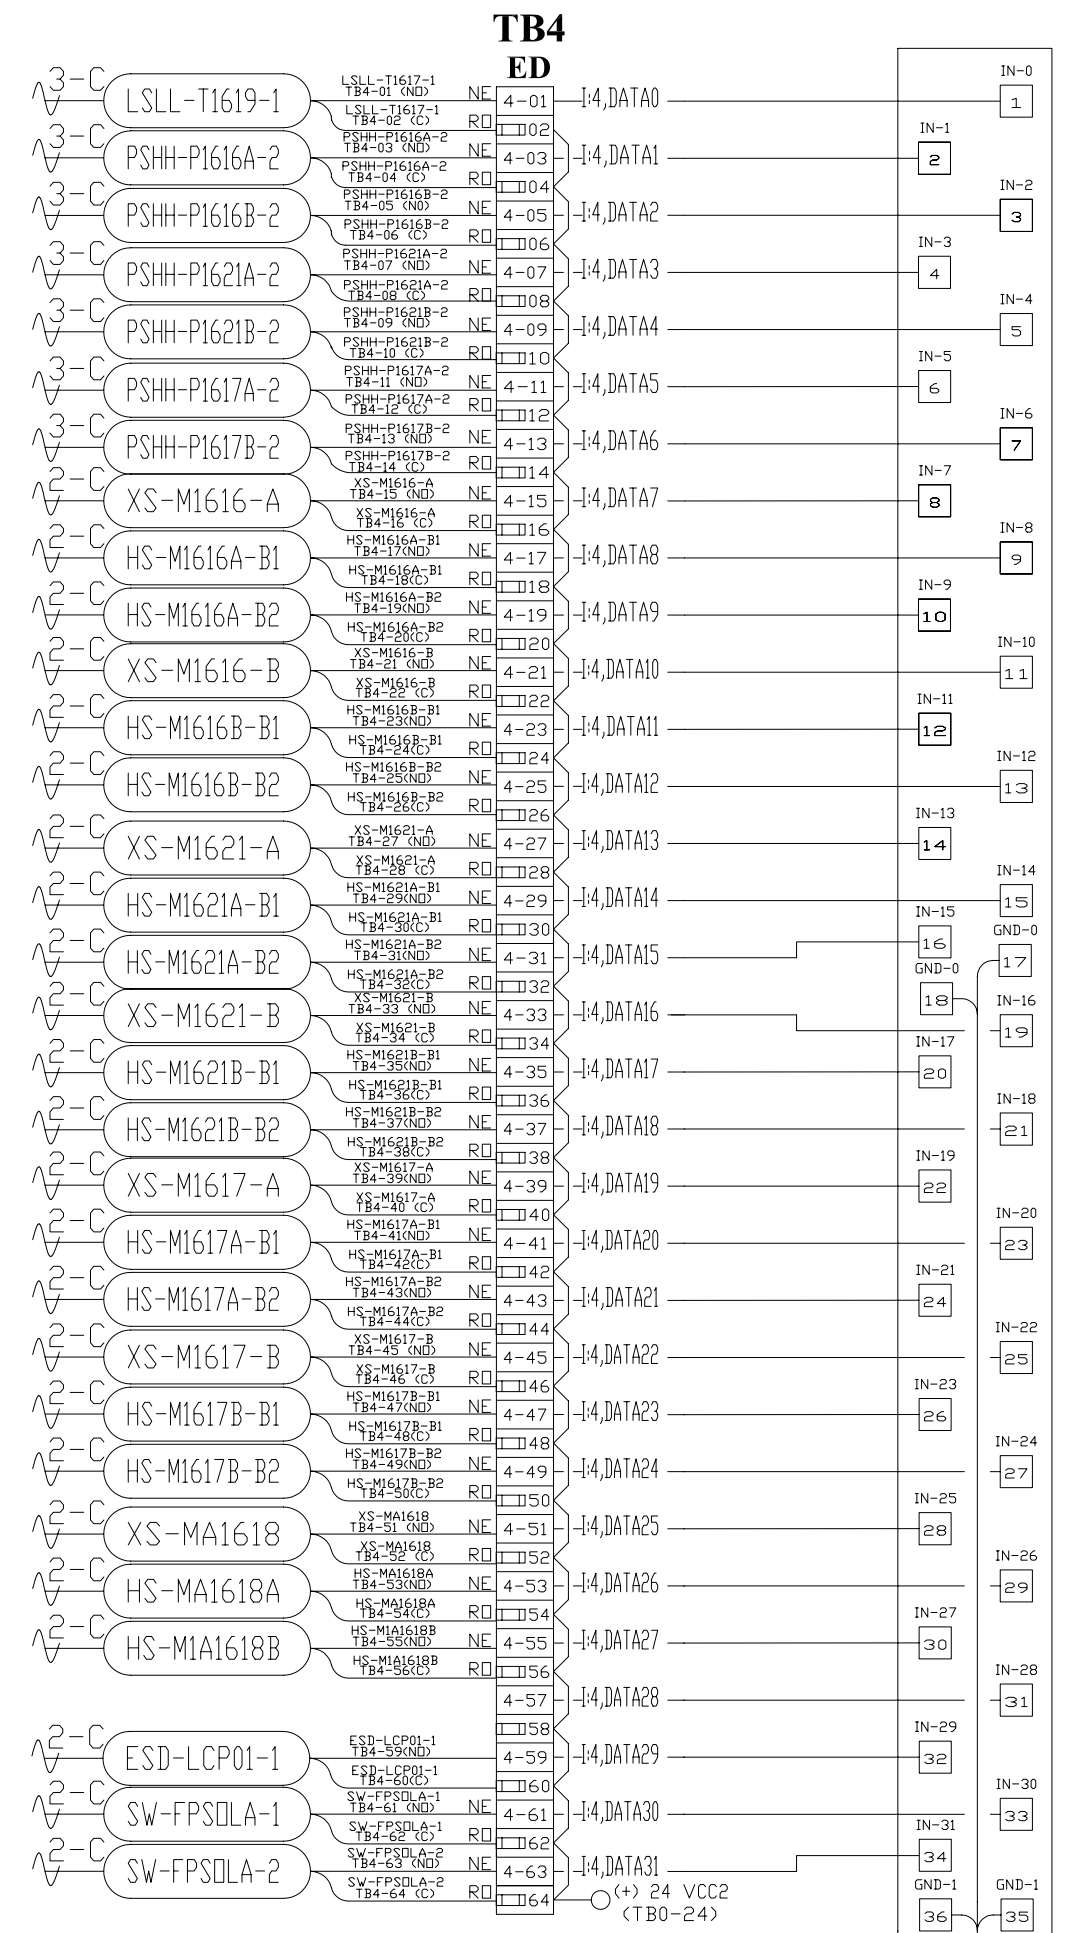 TB4
ED
3-C LSLL-T1619-1 LSLL-T1617-1 IN-0
TB4-01 (NO) NE 4-01 I:4,DATA0 1
LSLL-T1617-1
TB4-02 (C) RO 02
3-C PSHH-P1616A-2 PSHH-P1616A-2 IN-1
TB4-03 (NO) NE 4-03 I:4,DATA1 2
PSHH-P1616A-2
TB4-04 (C) RO 04
3-C PSHH-P1616B-2 PSHH-P1616B-2 IN-2
TB4-05 (NO) NE 4-05 I:4,DATA2 3
PSHH-P1616B-2
TB4-06 (C) RO 06
3-C PSHH-P1621A-2 PSHH-P1621A-2 IN-3
TB4-07 (NO) NE 4-07 I:4,DATA3 4
PSHH-P1621A-2
TB4-08 (C) RO 08
3-C PSHH-P1621B-2 PSHH-P1621B-2 IN-4
TB4-09 (NO) NE 4-09 I:4,DATA4 5
PSHH-P1621B-2
TB4-10 (C) RO 10
3-C PSHH-P1617A-2 PSHH-P1617A-2 IN-5
TB4-11 (NO) NE 4-11 I:4,DATA5 6
PSHH-P1617A-2
TB4-12 (C) RO 12
3-C PSHH-P1617B-2 PSHH-P1617B-2 IN-6
TB4-13 (NO) NE 4-13 I:4,DATA6 7
PSHH-P1617B-2
TB4-14 (C) RO 14
2-C XS-M1616-A XS-M1616-A IN-7
TB4-15 (NO) NE 4-15 I:4,DATA7 8
XS-M1616-A
TB4-16 (C) RO 16
2-C HS-M1616A-B1 HS-M1616A-B1 IN-8
TB4-17(NO) NE 4-17 I:4,DATA8 9
HS-M1616A-B1
TB4-18(C) RO 18
2-C HS-M1616A-B2 HS-M1616A-B2 IN-9
TB4-19(NO) NE 4-19 I:4,DATA9 10
HS-M1616A-B2
TB4-20(C) RO 20
2-C XS-M1616-B XS-M1616-B IN-10
TB4-21 (NO) NE 4-21 I:4,DATA10 11
XS-M1616-B
TB4-22 (C) RO 22
2-C HS-M1616B-B1 HS-M1616B-B1 IN-11
TB4-23(NO) NE 4-23 I:4,DATA11 12
HS-M1616B-B1
TB4-24(C) RO 24
2-C HS-M1616B-B2 HS-M1616B-B2 IN-12
TB4-25(NO) NE 4-25 I:4,DATA12 13
HS-M1616B-B2
TB4-26(C) RO 26
2-C XS-M1621-A XS-M1621-A IN-13
TB4-27 (NO) NE 4-27 I:4,DATA13 14
XS-M1621-A
TB4-28 (C) RO 28
2-C HS-M1621A-B1 HS-M1621A-B1 IN-14
TB4-29(NO) NE 4-29 I:4,DATA14 15
HS-M1621A-B1
TB4-30(C) RO 30
2-C HS-M1621A-B2 HS-M1621A-B2 IN-15 GND-0
TB4-31(NO) NE 4-31 I:4,DATA15 16 17
HS-M1621A-B2 GND-0
TB4-32(C) RO 32 18
2-C XS-M1621-B XS-M1621-B IN-16
TB4-33 (NO) NE 4-33 I:4,DATA16 19
XS-M1621-B
TB4-34 (C) RO 34
2-C HS-M1621B-B1 HS-M1621B-B1 IN-17
TB4-35(NO) NE 4-35 I:4,DATA17 20
HS-M1621B-B1
TB4-36(C) RO 36
2-C HS-M1621B-B2 HS-M1621B-B2 IN-18
TB4-37(NO) NE 4-37 I:4,DATA18 21
HS-M1621B-B2
TB4-38(C) RO 38
2-C XS-M1617-A XS-M1617-A IN-19
TB4-39(NO) NE 4-39 I:4,DATA19 22
XS-M1617-A
TB4-40 (C) RO 40
2-C HS-M1617A-B1 HS-M1617A-B1 IN-20
TB4-41(NO) NE 4-41 I:4,DATA20 23
HS-M1617A-B1
TB4-42(C) RO 42
2-C HS-M1617A-B2 HS-M1617A-B2 IN-21
TB4-43(NO) NE 4-43 I:4,DATA21 24
HS-M1617A-B2
TB4-44(C) RO 44
2-C XS-M1617-B XS-M1617-B IN-22
TB4-45 (NO) NE 4-45 I:4,DATA22 25
XS-M1617-B
TB4-46 (C) RO 46
2-C HS-M1617B-B1 HS-M1617B-B1 IN-23
TB4-47(NO) NE 4-47 I:4,DATA23 26
HS-M1617B-B1
TB4-48(C) RO 48
2-C HS-M1617B-B2 HS-M1617B-B2 IN-24
TB4-49(NO) NE 4-49 I:4,DATA24 27
HS-M1617B-B2
TB4-50(C) RO 50
2-C XS-MA1618 XS-MA1618 IN-25
TB4-51 (NO) NE 4-51 I:4,DATA25 28
XS-MA1618
TB4-52 (C) RO 52
2-C HS-MA1618A HS-MA1618A IN-26
TB4-53(NO) NE 4-53 I:4,DATA26 29
HS-MA1618A
TB4-54(C) RO 54
2-C HS-M1A1618B HS-M1A1618B IN-27
TB4-55(NO) NE 4-55 I:4,DATA27 30
HS-M1A1618B
TB4-56(C) RO 56
IN-28
4-57 I:4,DATA28 31
58
2-C ESD-LCP01-1 ESD-LCP01-1 IN-29
TB4-59(NO) 4-59 I:4,DATA29 32
ESD-LCP01-1
TB4-60(C) 60
2-C SW-FPSOLA-1 SW-FPSOLA-1 IN-30
TB4-61 (NO) NE 4-61 I:4,DATA30 33
SW-FPSOLA-1
TB4-62 (C) RO 62
2-C SW-FPSOLA-2 SW-FPSOLA-2 IN-31
TB4-63 (NO) NE 4-63 I:4,DATA31 34
SW-FPSOLA-2 GND-1 GND-1
TB4-64 (C) RO 64 (+) 24 VCC2
(TB0-24) 36 35